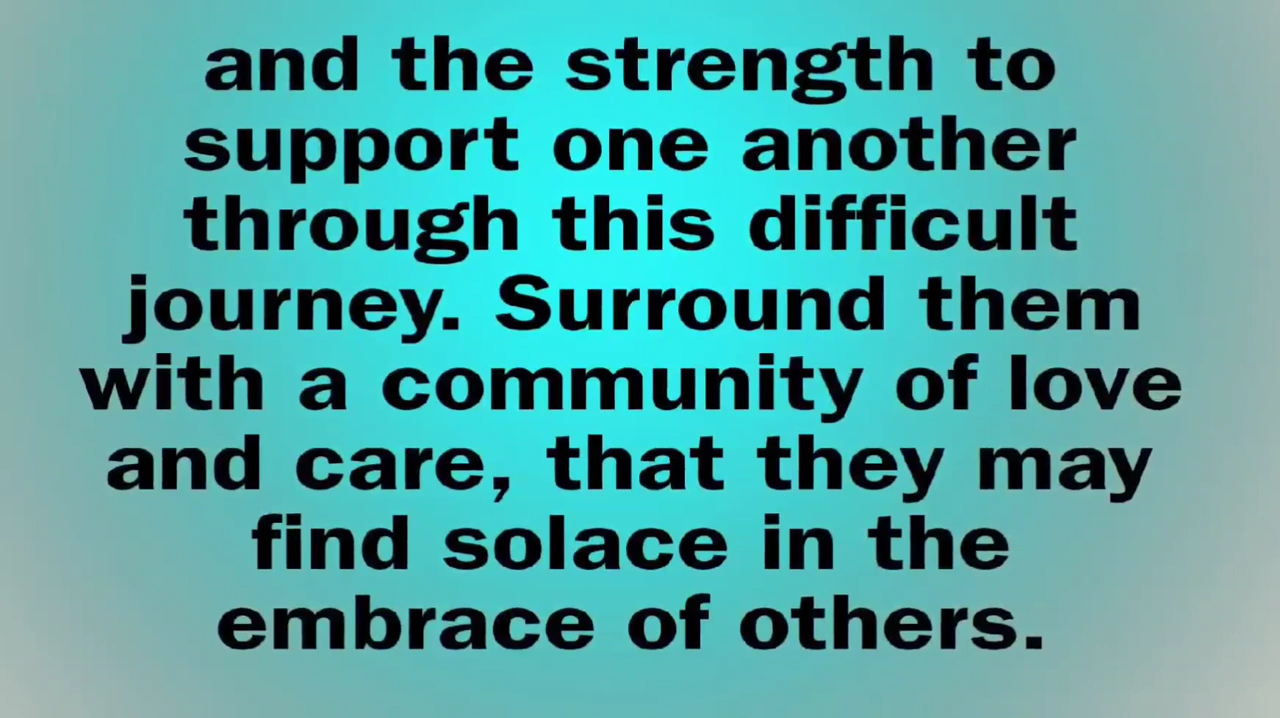 and the strength to
support one another
through this difficult
journey. Surround them
with a community of love
and care, that they may
find solace in the
embrace of others.